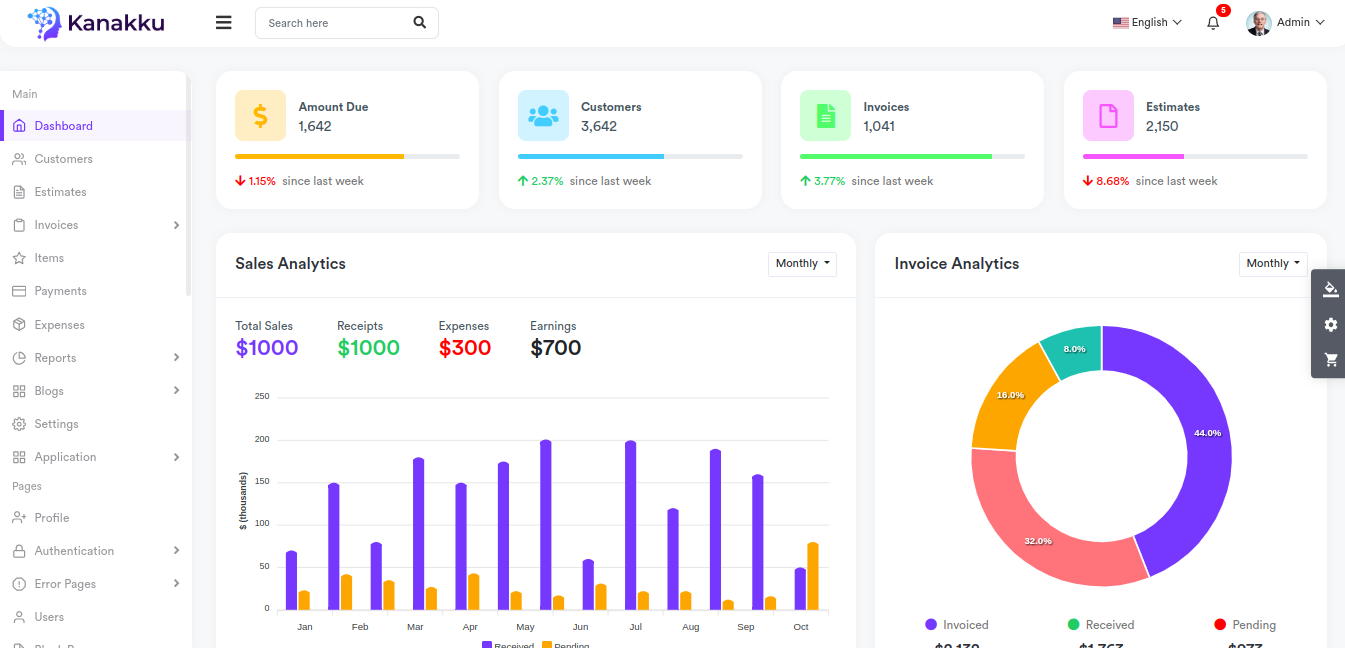 Kanakku
Search here
English
5
Admin
Main
Dashboard
Customers
Estimates
Invoices
Items
Payments
Expenses
Reports
Blogs
Settings
Application
Pages
Profile
Authentication
Error Pages
Users
Amount Due
1,642
1.15% since last week
Customers
3,642
2.37% since last week
Invoices
1,041
3.77% since last week
Estimates
2,150
8.68% since last week
Sales Analytics
Monthly
Total Sales Receipts Expenses Earnings
$1000 $1000 $300 $700
250
200
150
100
50
0
$ (thousands)
Jan Feb Mar Apr May Jun Jul Aug Sep Oct
Received Pending
Invoice Analytics
Monthly
8.0%
16.0%
44.0%
32.0%
Invoiced Received Pending